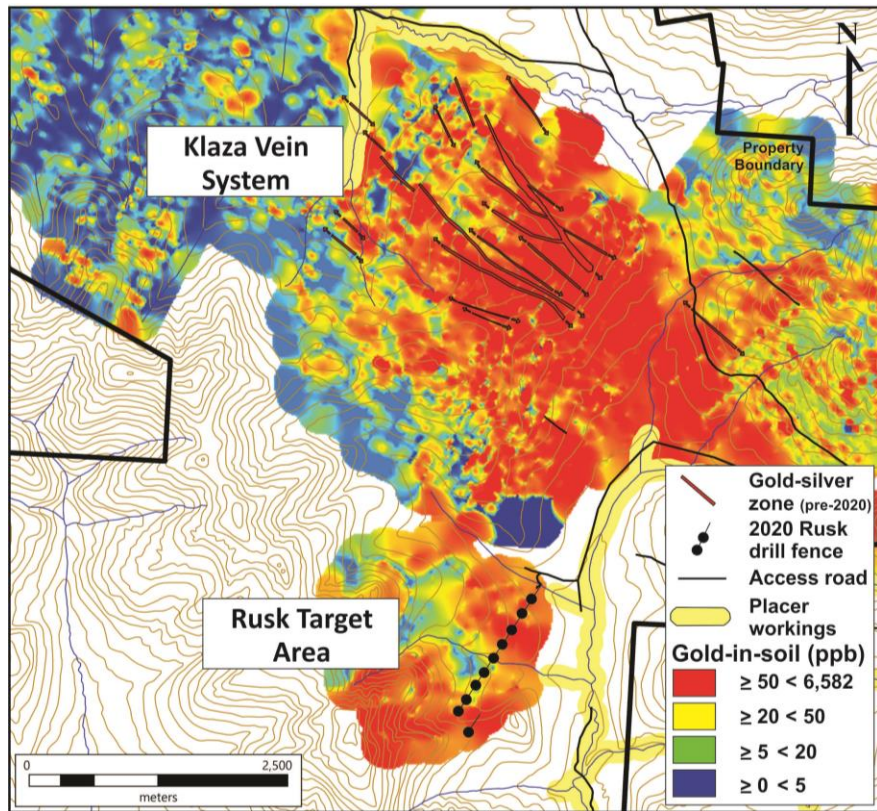 N
Klaza Vein
System
Property
Boundary
Rusk Target
Area
Gold-silver
zone (pre-2020)
2020 Rusk
drill fence
Access road
Placer
workings
Gold-in-soil (ppb)
≥ 50 < 6,582
≥ 20 < 50
≥ 5 < 20
≥ 0 < 5
0 2,500
meters